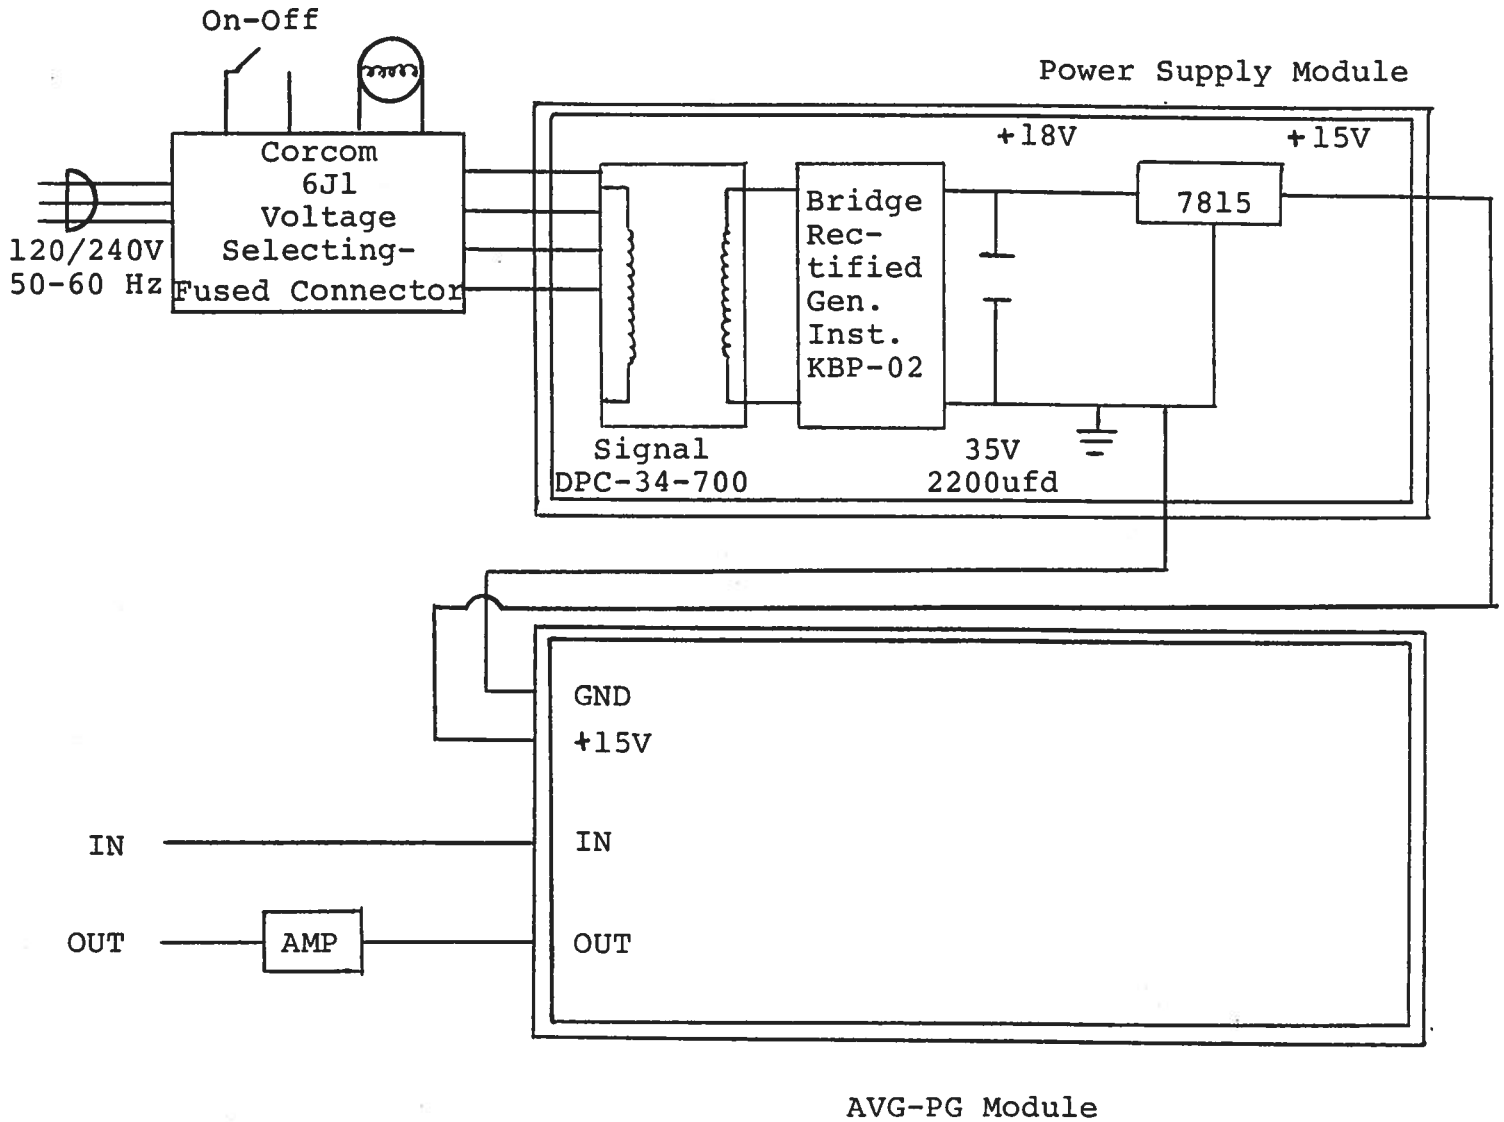 On-Off
Power Supply Module
Corcom
6J1
Voltage
Selecting-
Fused Connector
120/240V
50-60 Hz
+18V
+15V
Bridge
Rec-
tified
Gen.
Inst.
KBP-02
7815
Signal
DPC-34-700
35V
2200ufd
GND
+15V
IN
IN
OUT
AMP
OUT
AVG-PG Module